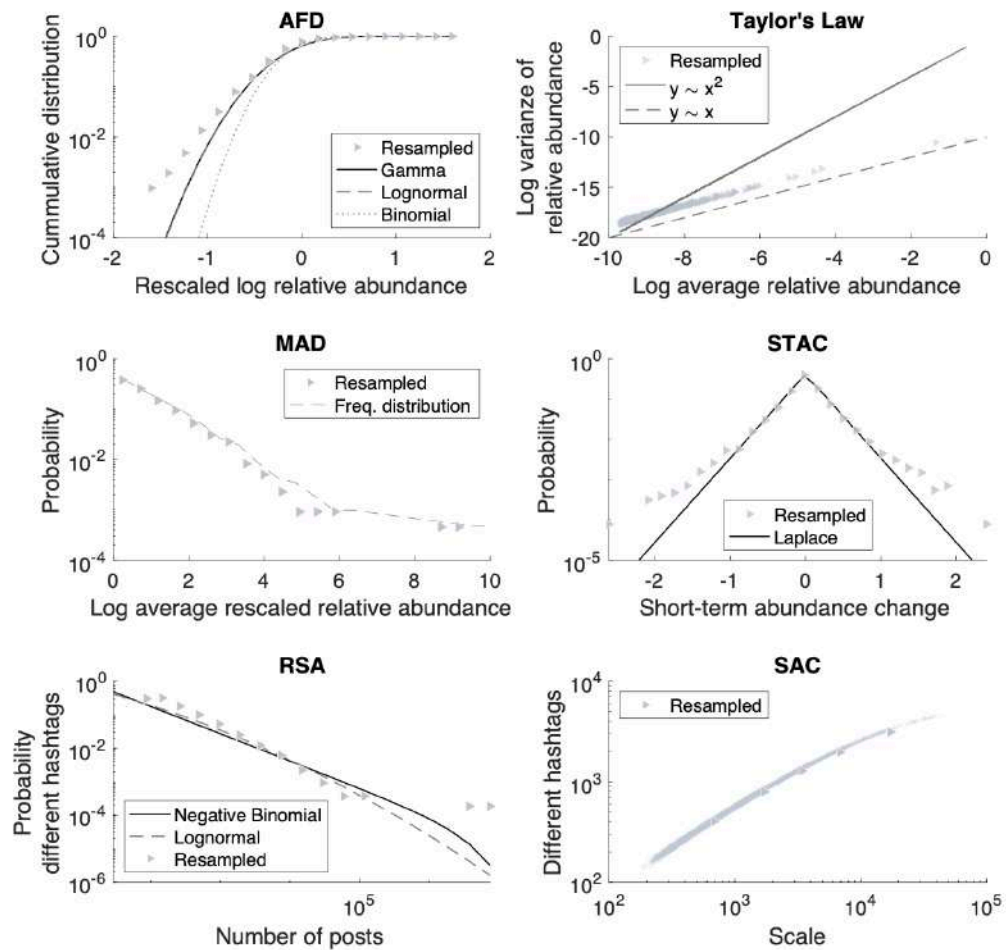 AFD
Cummulative distribution
10^0
10^-2
10^-4
Resampled
Gamma
Lognormal
Binomial
-2
-1
0
1
2
Rescaled log relative abundance
Taylor's Law
Log varianze of
relative abundance
0
-5
-10
-15
-20
Resampled
y ~ x^2
y ~ x
-10
-8
-6
-4
-2
0
Log average relative abundance
MAD
Probability
10^0
10^-2
10^-4
Resampled
Freq. distribution
0
2
4
6
8
10
Log average rescaled relative abundance
STAC
Probability
10^0
10^-5
Resampled
Laplace
-2
-1
0
1
2
Short-term abundance change
RSA
Probability
different hashtags
10^0
10^-2
10^-4
10^-6
Negative Binomial
Lognormal
Resampled
10^5
Number of posts
SAC
Different hashtags
10^4
10^3
10^2
Resampled
10^2
10^3
10^4
10^5
Scale